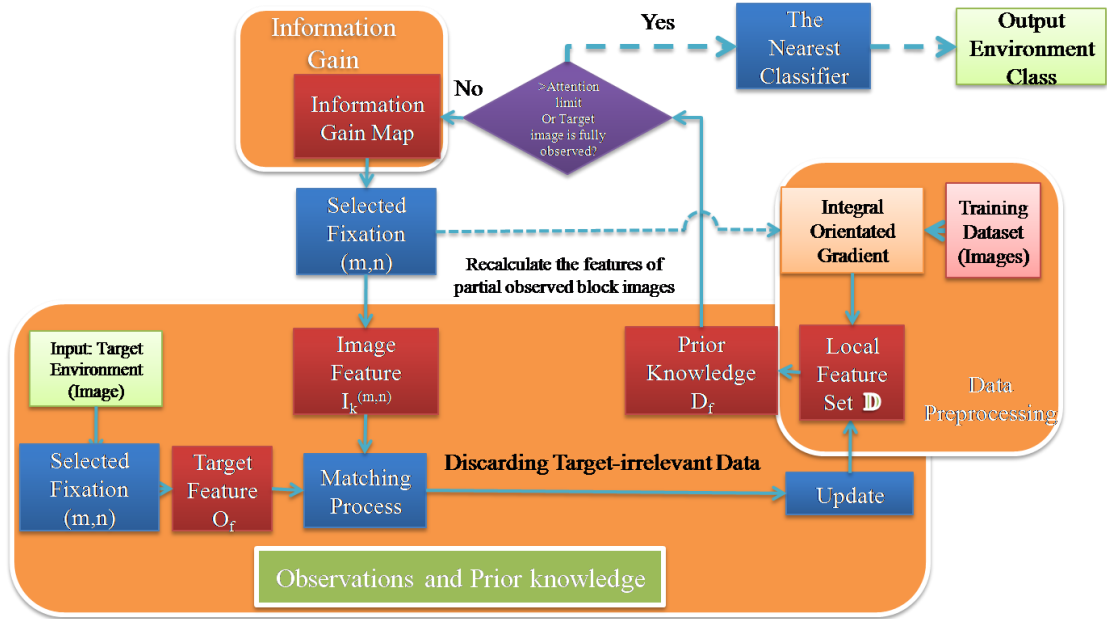 Information
Gain
Information
Gain Map
No
Yes
>Attention
limit
Or Target
image is fully
observed?
The
Nearest
Classifier
Output
Environment
Class
Selected
Fixation
(m,n)
Integral
Orientated
Gradient
Training
Dataset
(Images)
Recalculate the features of
partial observed block images
Input: Target
Environment
(Image)
Image
Feature
Iₖ⁽ᵐ,ⁿ⁾
Prior
Knowledge
D_f
Local
Feature
Set 𝔻
Data
Preprocessing
Selected
Fixation
(m,n)
Target
Feature
O_f
Matching
Process
Discarding Target-irrelevant Data
Update
Observations and Prior knowledge